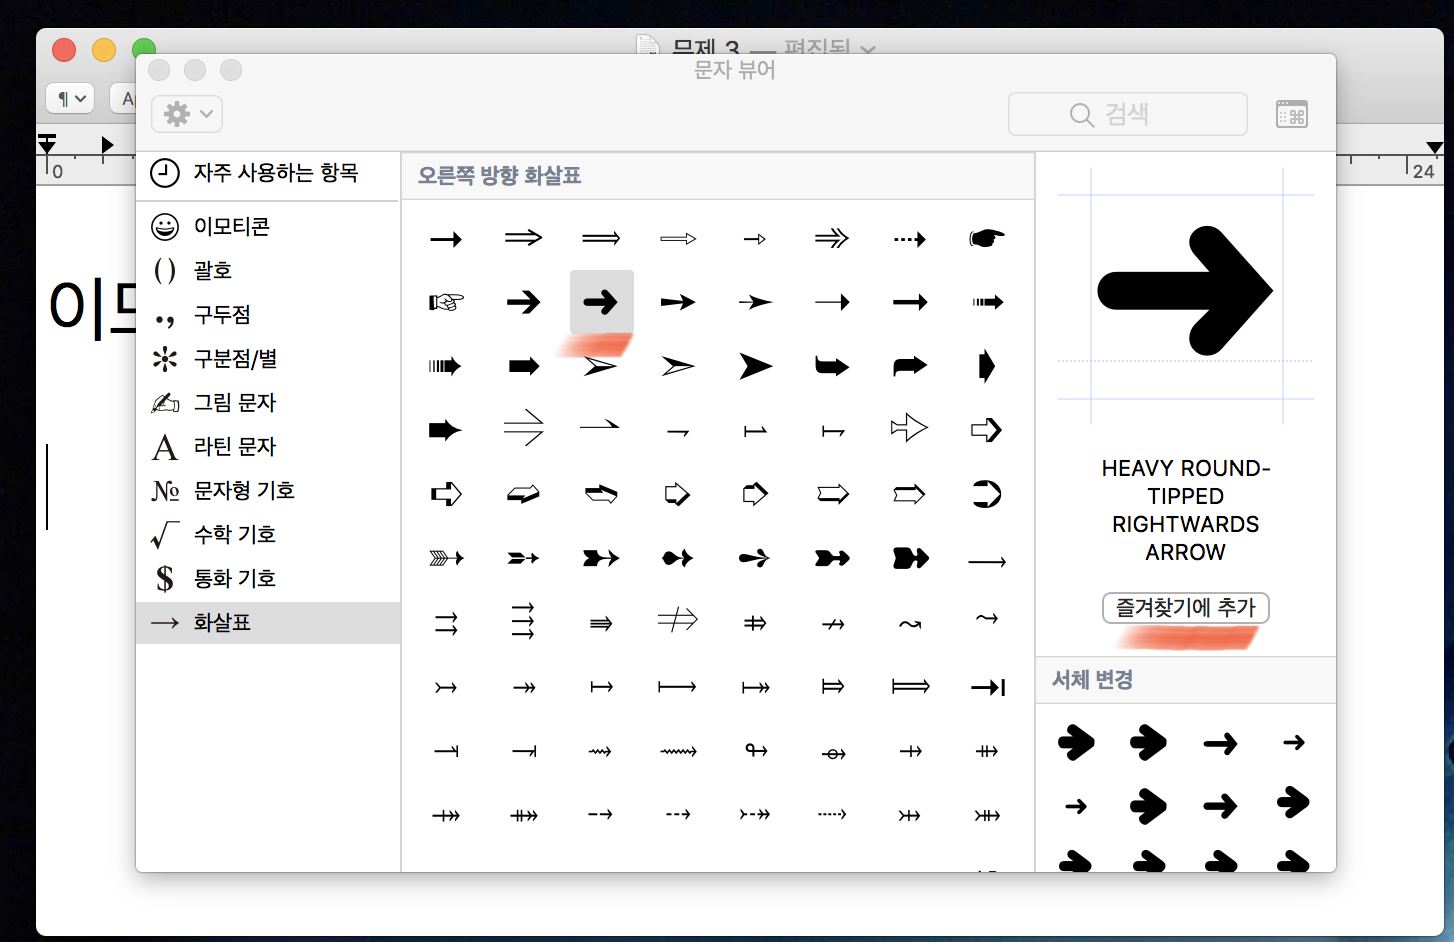 문제 3 — 편집됨
문자 뷰어
검색
0
24
자주 사용하는 항목
이모티콘
괄호
구두점
구분점/별
그림 문자
라틴 문자
문자형 기호
수학 기호
통화 기호
화살표
오른쪽 방향 화살표
HEAVY ROUND-
TIPPED
RIGHTWARDS
ARROW
즐겨찾기에 추가
서체 변경